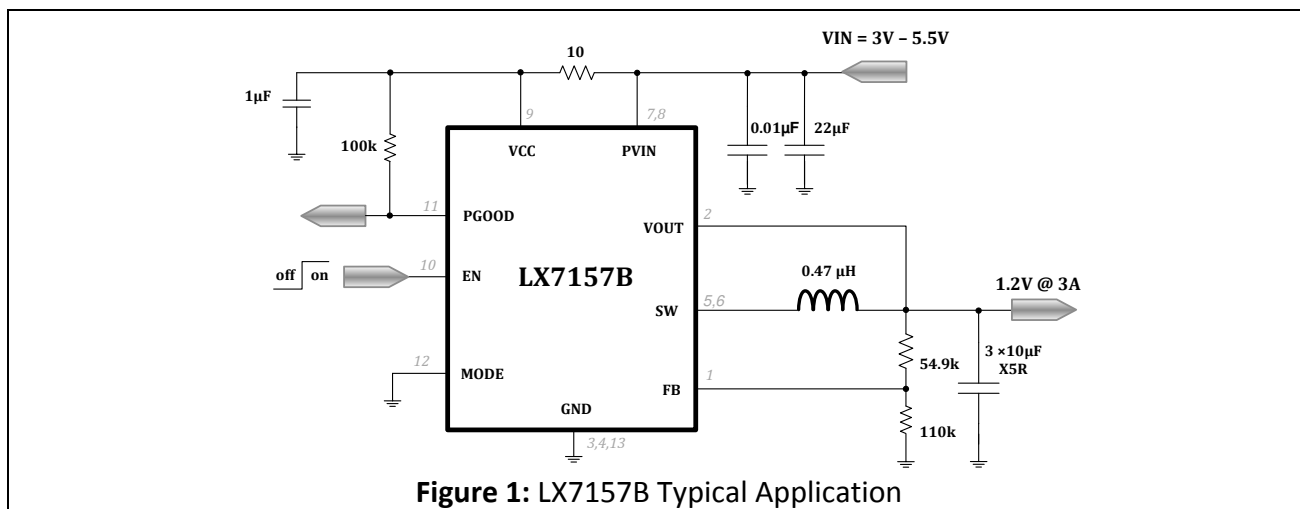 VIN = 3V – 5.5V
10
1µF
9
7,8
0.01µF
22µF
100k
VCC
PVIN
11
PGOOD
VOUT
2
off
on
10
EN
LX7157B
0.47 µH
1.2V @ 3A
SW
5,6
12
MODE
FB
1
54.9k
3 ×10µF
X5R
GND
110k
3,4,13
Figure 1: LX7157B Typical Application